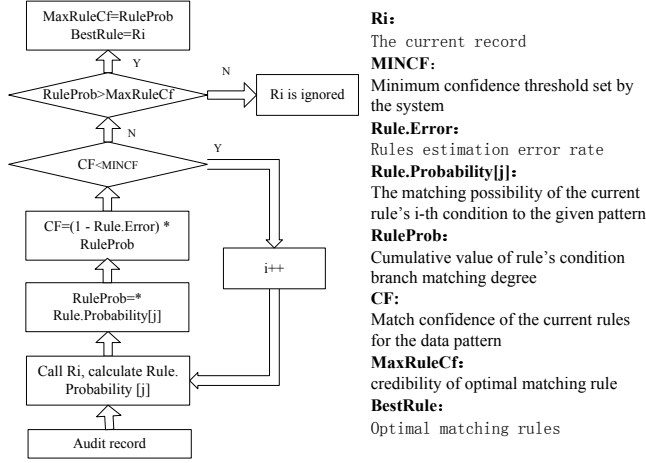 MaxRuleCf=RuleProb
BestRule=Ri
Y
RuleProb>MaxRuleCf
N
Ri is ignored
N
CF<MINCF
Y
CF=(1 - Rule.Error) *
RuleProb
i++
RuleProb=*
Rule.Probability[j]
Call Ri, calculate Rule.
Probability [j]
Audit record
Ri：
The current record
MINCF：
Minimum confidence threshold set by
the system
Rule.Error：
Rules estimation error rate
Rule.Probability[j]：
The matching possibility of the current
rule's i-th condition to the given pattern
RuleProb：
Cumulative value of rule's condition
branch matching degree
CF:
Match confidence of the current rules
for the data pattern
MaxRuleCf：
credibility of optimal matching rule
BestRule：
Optimal matching rules